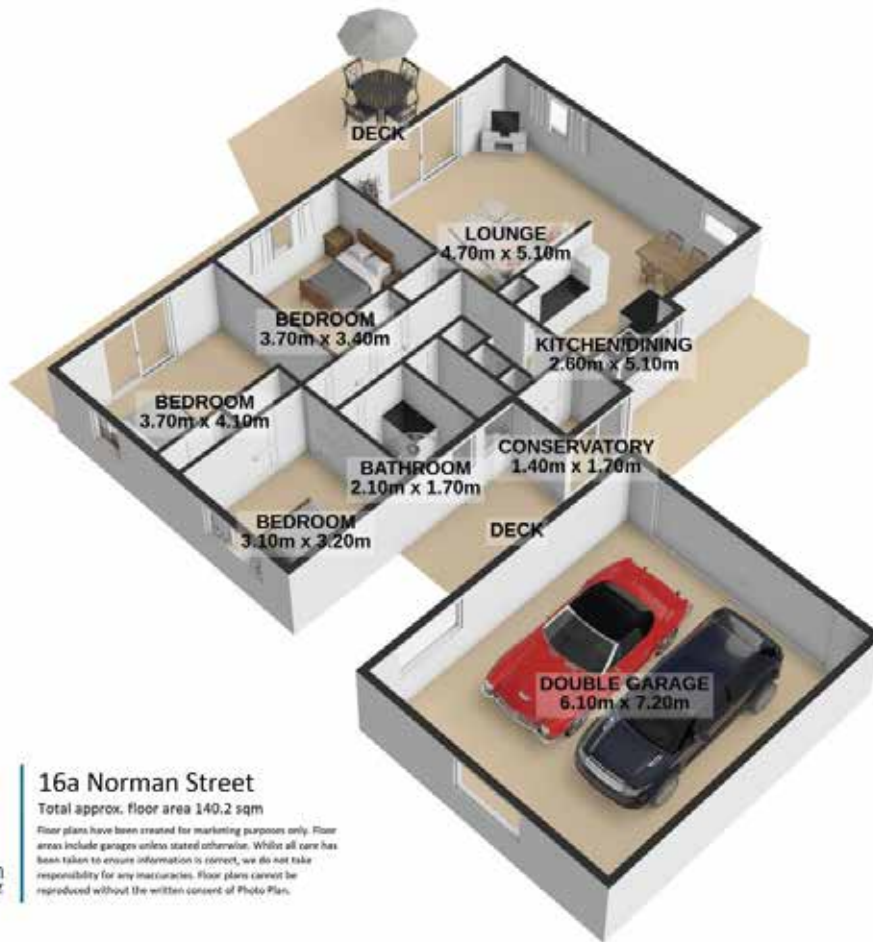 DECK
LOUNGE
4.70m x 5.10m
BEDROOM
3.70m x 3.40m
KITCHEN/DINING
2.60m x 5.10m
BEDROOM
3.70m x 4.10m
CONSERVATORY
1.40m x 1.70m
BATHROOM
2.10m x 1.70m
BEDROOM
3.10m x 3.20m
DECK
DOUBLE GARAGE
6.10m x 7.20m
16a Norman Street
Total approx. floor area 140.2 sqm
Floor plans have been created for marketing purposes only. Floor
areas include garages unless stated otherwise. Whilst all care has
been taken to ensure information is correct, we do not take
responsibility for any inaccuracies. Floor plans cannot be
reproduced without the written consent of Photo Plan.